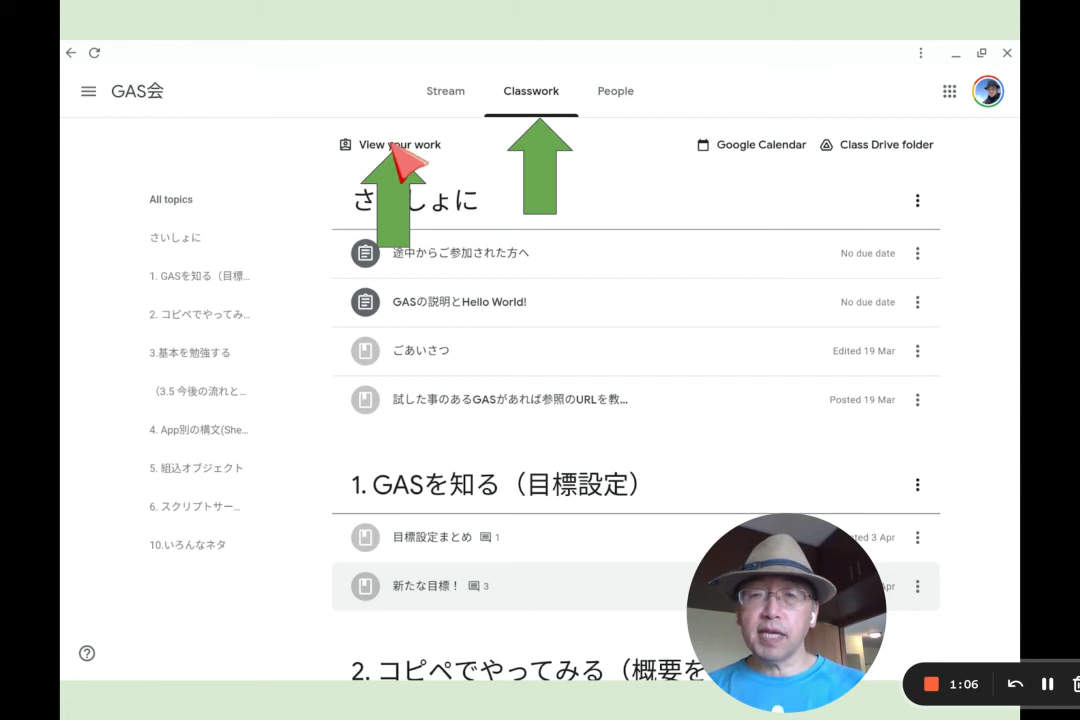 GAS会
Stream
Classwork
People
View your work
Google Calendar
Class Drive folder
All topics
さいしょに
1. GASを知る（目標…
2. コピペでやってみ…
3.基本を勉強する
（3.5 今後の流れと…
4. App別の構文(She…
5. 組込オブジェクト
6. スクリプトサー…
10.いろんなネタ
さいしょに
途中からご参加された方へ
No due date
GASの説明とHello World!
No due date
ごあいさつ
Edited 19 Mar
試した事のあるGASがあれば参照のURLを教...
Posted 19 Mar
1. GASを知る（目標設定）
目標設定まとめ 1
3 Apr
新たな目標！ 3
2. コピペでやってみる（概要を
1:06